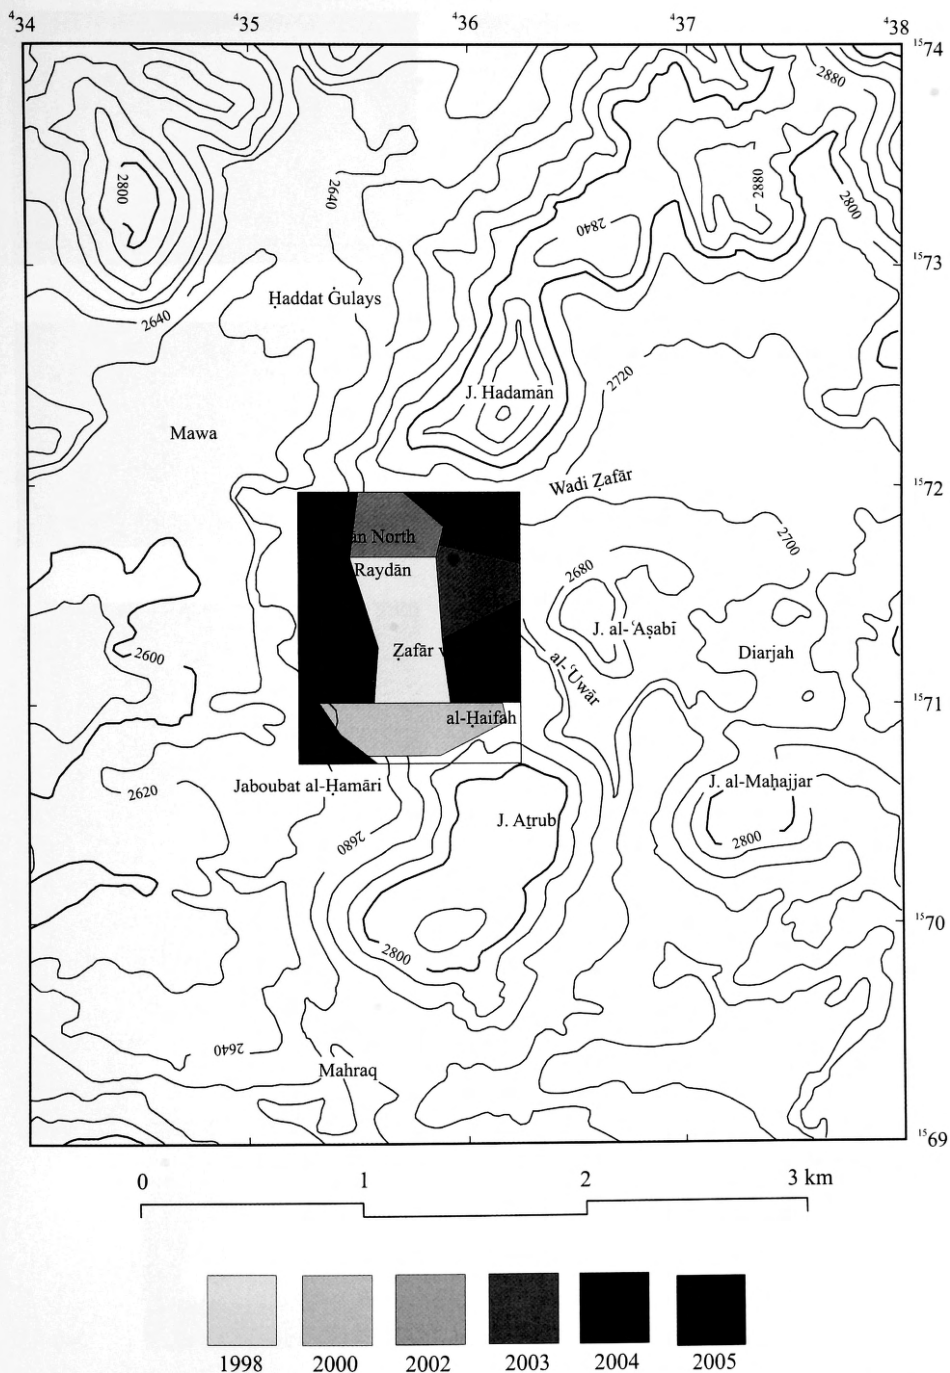 ⁴34 ⁴35 ⁴36 ⁴37 ⁴38
¹⁵74
2880
2800
2640
2880
2800
2840
¹⁵73
Ḥaddat Ġulays
2640
2720
J. Hadamān
Mawa
Wadi Ẓafār
¹⁵72
2700
ān North
Raydān
2680
J. al-ʿAṣabī
Ẓafār
2600
al-ʿUwār
Diarjah
¹⁵71
al-Ḥaifah
Jaboubat al-Ḥamāri
J. al-Maḥajjar
2620
J. Aṯrub
2680
2800
¹⁵70
2800
2640
Mahraq
¹⁵69
0 1 2 3 km
1998 2000 2002 2003 2004 2005